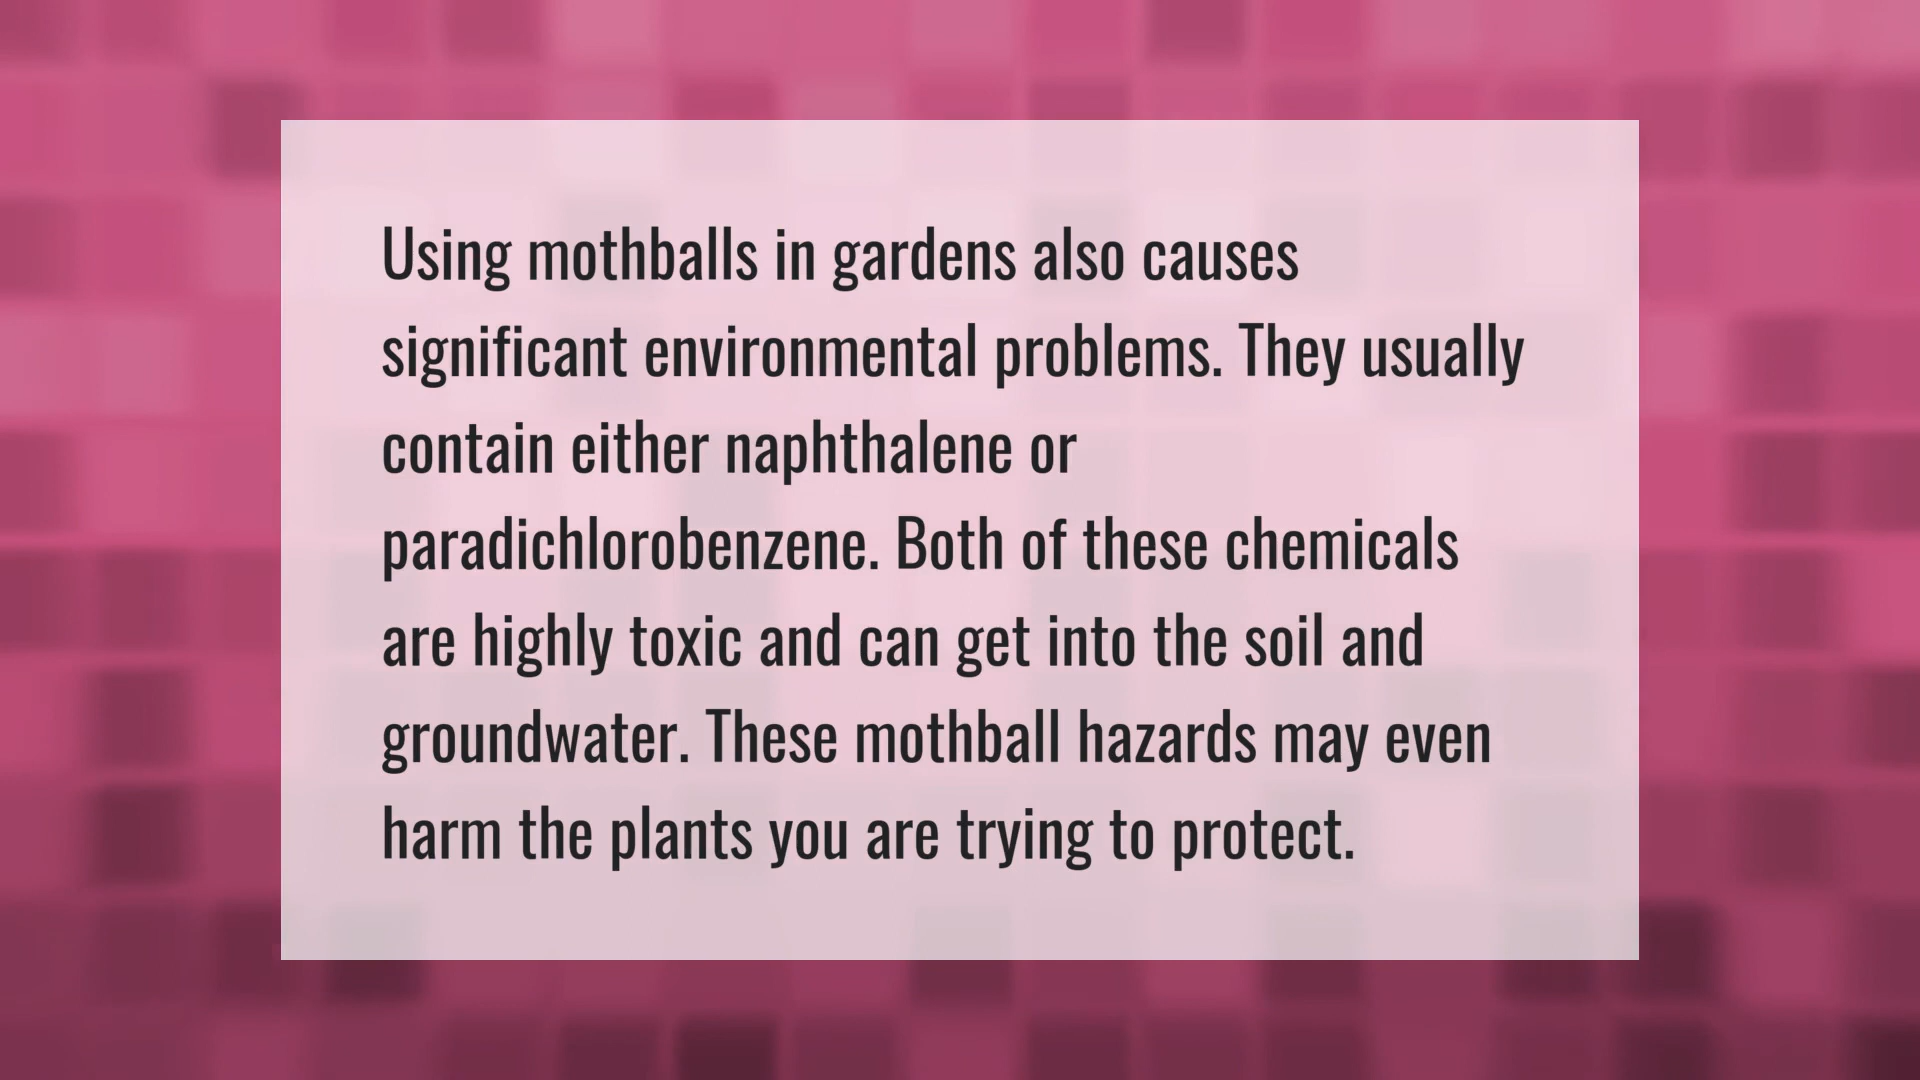 Using mothballs in gardens also causes
significant environmental problems. They usually
contain either naphthalene or
paradichlorobenzene. Both of these chemicals
are highly toxic and can get into the soil and
groundwater. These mothball hazards may even
harm the plants you are trying to protect.